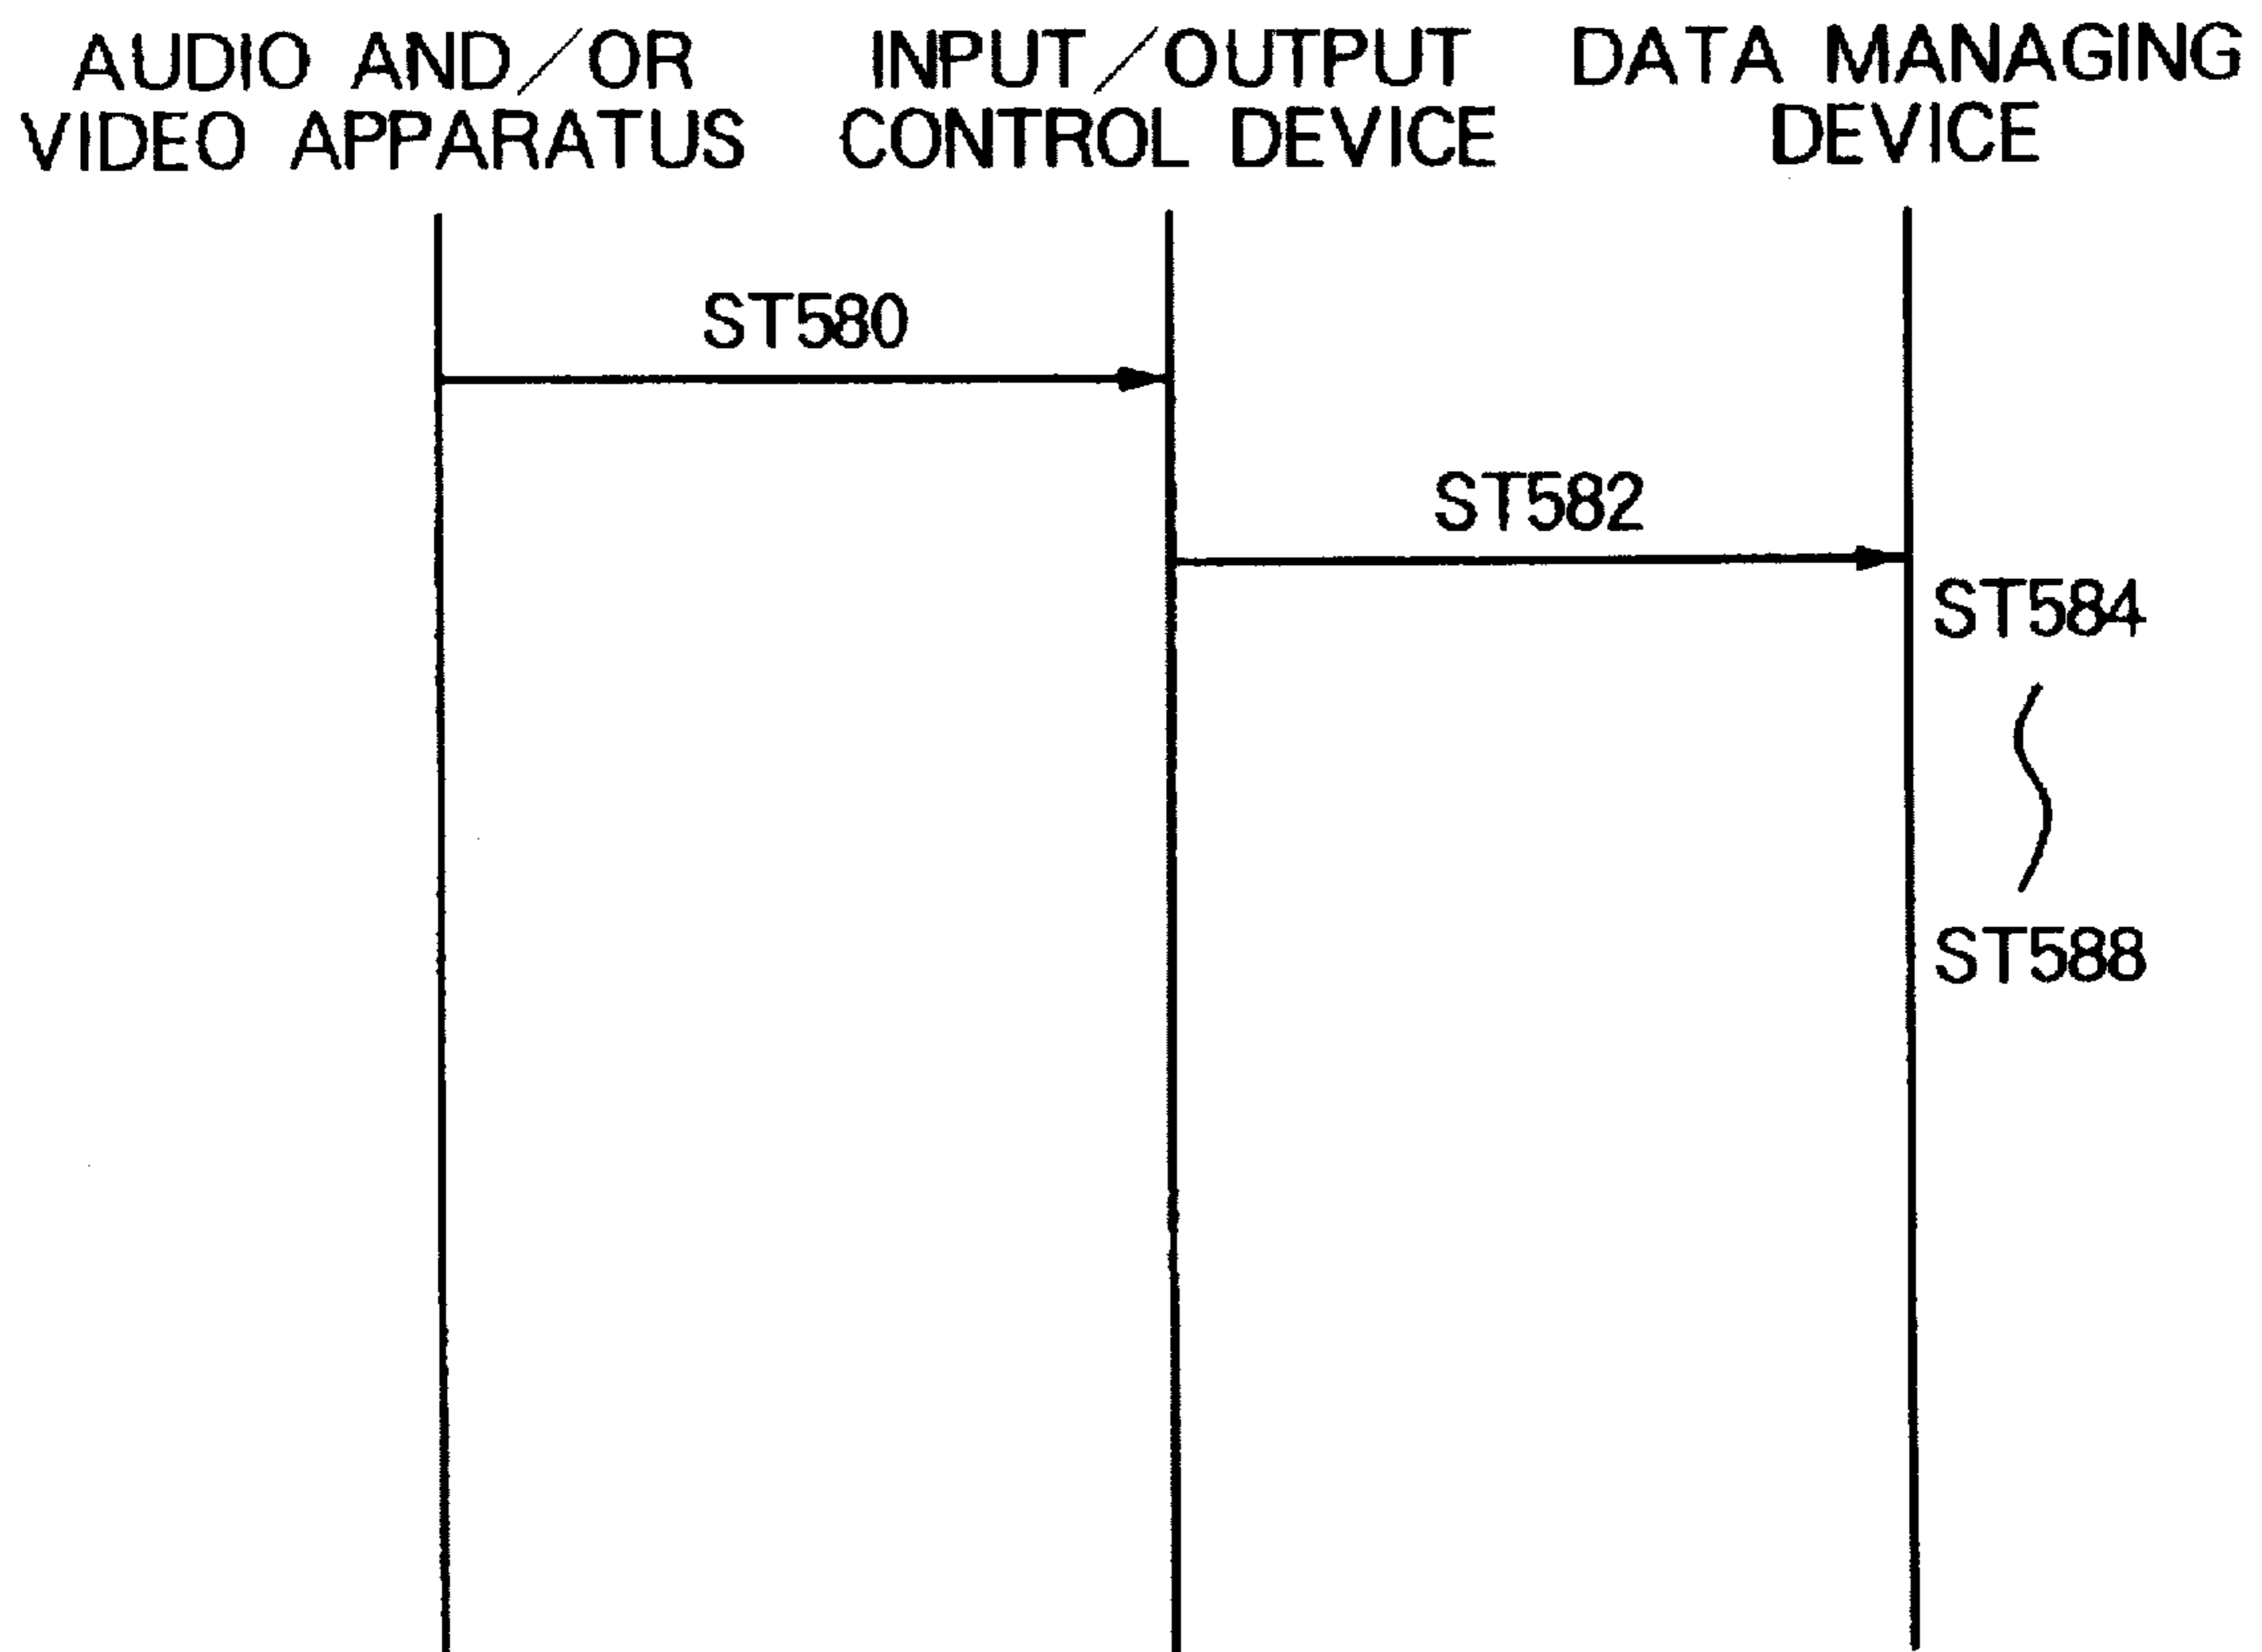 AUDIO AND/OR
VIDEO APPARATUS
INPUT/OUTPUT
CONTROL DEVICE
DATA MANAGING
DEVICE
ST580
ST582
ST584
ST588